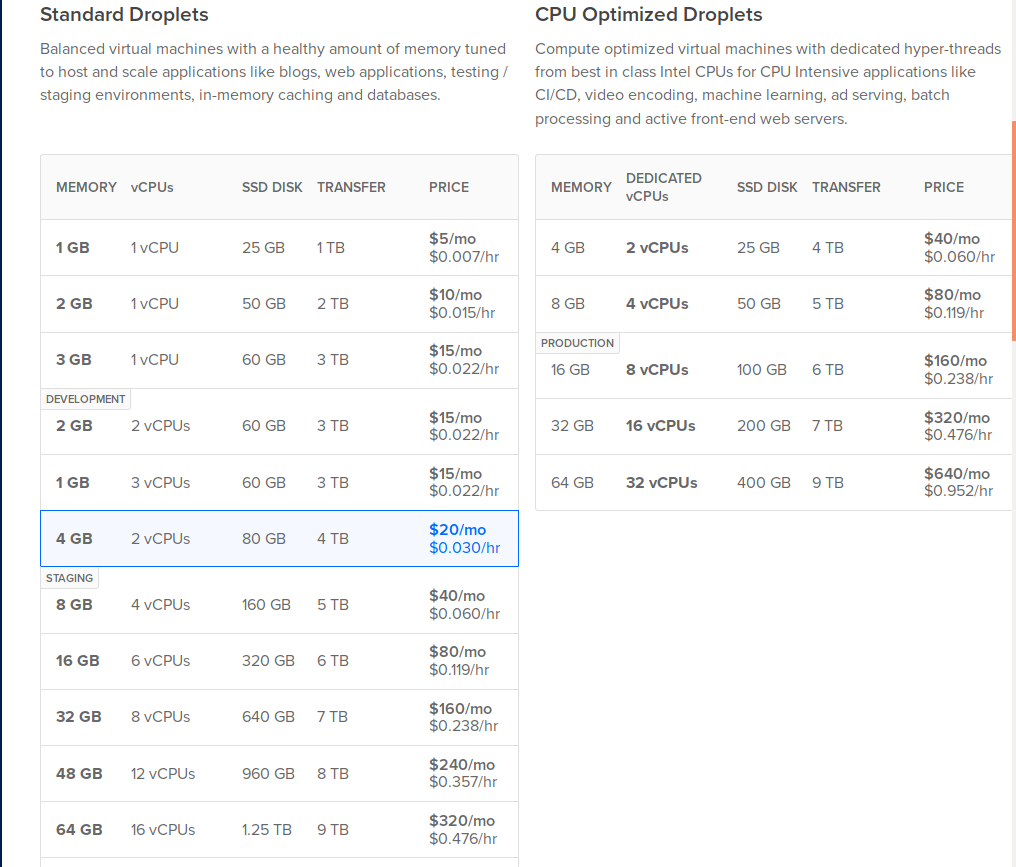 Standard Droplets
Balanced virtual machines with a healthy amount of memory tuned
to host and scale applications like blogs, web applications, testing /
staging environments, in-memory caching and databases.
MEMORY vCPUs SSD DISK TRANSFER PRICE
1 GB 1 vCPU 25 GB 1 TB $5/mo
$0.007/hr
2 GB 1 vCPU 50 GB 2 TB $10/mo
$0.015/hr
3 GB 1 vCPU 60 GB 3 TB $15/mo
$0.022/hr
DEVELOPMENT
2 GB 2 vCPUs 60 GB 3 TB $15/mo
$0.022/hr
1 GB 3 vCPUs 60 GB 3 TB $15/mo
$0.022/hr
4 GB 2 vCPUs 80 GB 4 TB $20/mo
$0.030/hr
STAGING
8 GB 4 vCPUs 160 GB 5 TB $40/mo
$0.060/hr
16 GB 6 vCPUs 320 GB 6 TB $80/mo
$0.119/hr
32 GB 8 vCPUs 640 GB 7 TB $160/mo
$0.238/hr
48 GB 12 vCPUs 960 GB 8 TB $240/mo
$0.357/hr
64 GB 16 vCPUs 1.25 TB 9 TB $320/mo
$0.476/hr
CPU Optimized Droplets
Compute optimized virtual machines with dedicated hyper-threads
from best in class Intel CPUs for CPU Intensive applications like
CI/CD, video encoding, machine learning, ad serving, batch
processing and active front-end web servers.
MEMORY DEDICATED vCPUs SSD DISK TRANSFER PRICE
4 GB 2 vCPUs 25 GB 4 TB $40/mo
$0.060/hr
8 GB 4 vCPUs 50 GB 5 TB $80/mo
$0.119/hr
PRODUCTION
16 GB 8 vCPUs 100 GB 6 TB $160/mo
$0.238/hr
32 GB 16 vCPUs 200 GB 7 TB $320/mo
$0.476/hr
64 GB 32 vCPUs 400 GB 9 TB $640/mo
$0.952/hr